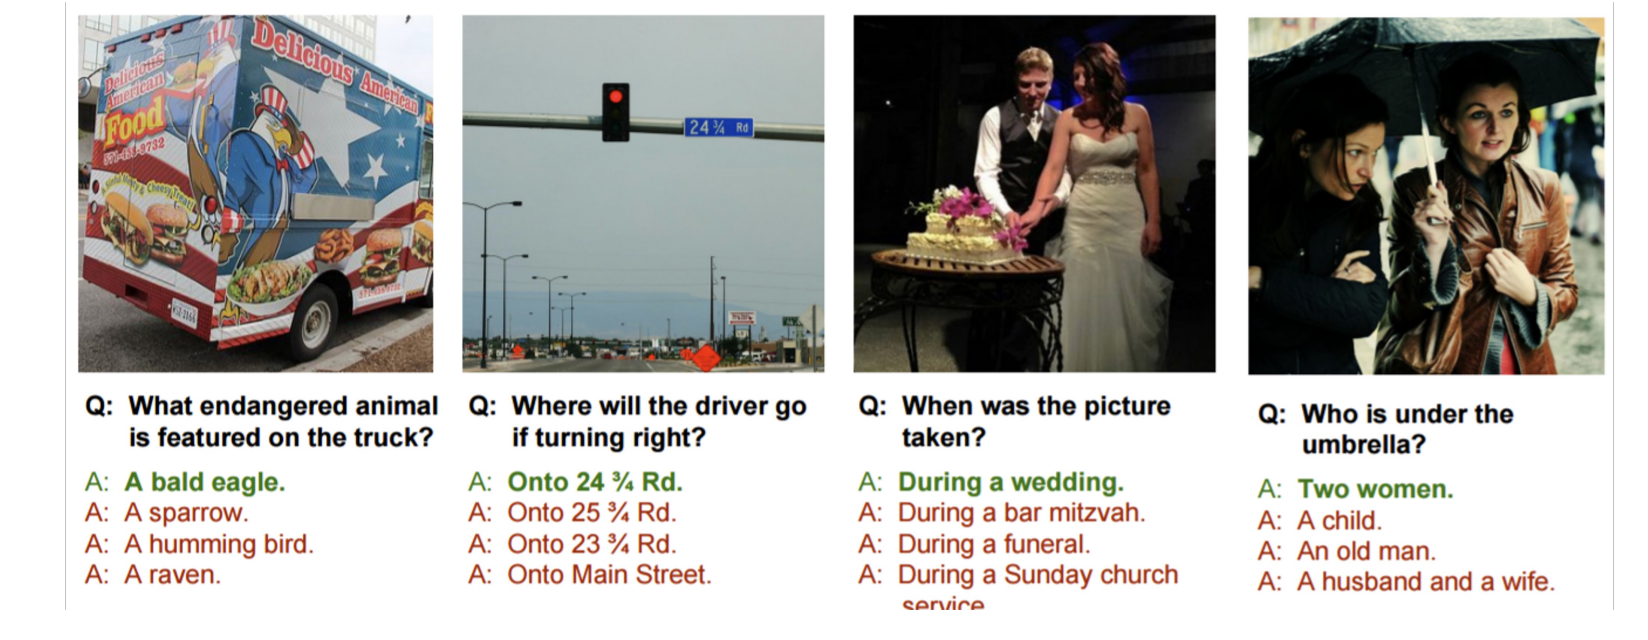 Delicious American
Delicious
American
Food
571-435-9732
24 ¾ Rd
Q: What endangered animal
is featured on the truck?
A: A bald eagle.
A: A sparrow.
A: A humming bird.
A: A raven.
Q: Where will the driver go
if turning right?
A: Onto 24 ¾ Rd.
A: Onto 25 ¾ Rd.
A: Onto 23 ¾ Rd.
A: Onto Main Street.
Q: When was the picture
taken?
A: During a wedding.
A: During a bar mitzvah.
A: During a funeral.
A: During a Sunday church
service
Q: Who is under the
umbrella?
A: Two women.
A: A child.
A: An old man.
A: A husband and a wife.